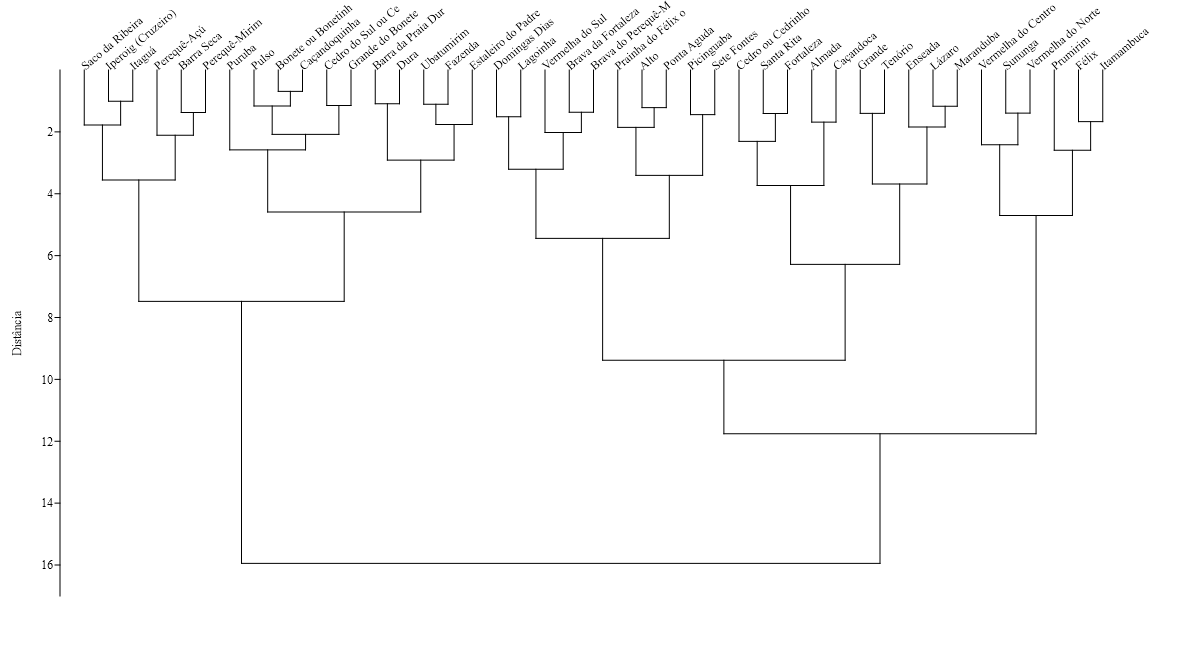 Saco da Ribeira
Iperoig (Cruzeiro)
Itaguá
Perequê-Açú
Barra Seca
Perequê-Mirim
Puruba
Pulso
Bonete ou Bonetinh
Caçandoquinha
Cedro do Sul ou Ce
Grande do Bonete
Barra da Praia Dur
Dura
Ubatumirim
Fazenda
Estaleiro do Padre
Domingas Dias
Lagoinha
Vermelha do Sul
Brava da Fortaleza
Brava do Perequê-M
Prainha do Félix o
Alto
Ponta Aguda
Picinguaba
Sete Fontes
Cedro ou Cedrinho
Santa Rita
Fortaleza
Almada
Caçandoca
Grande
Tenório
Enseada
Lázaro
Maranduba
Vermelha do Centro
Sununga
Vermelha do Norte
Prumirim
Félix
Itamambuca
2
4
6
8
10
12
14
16
Distância